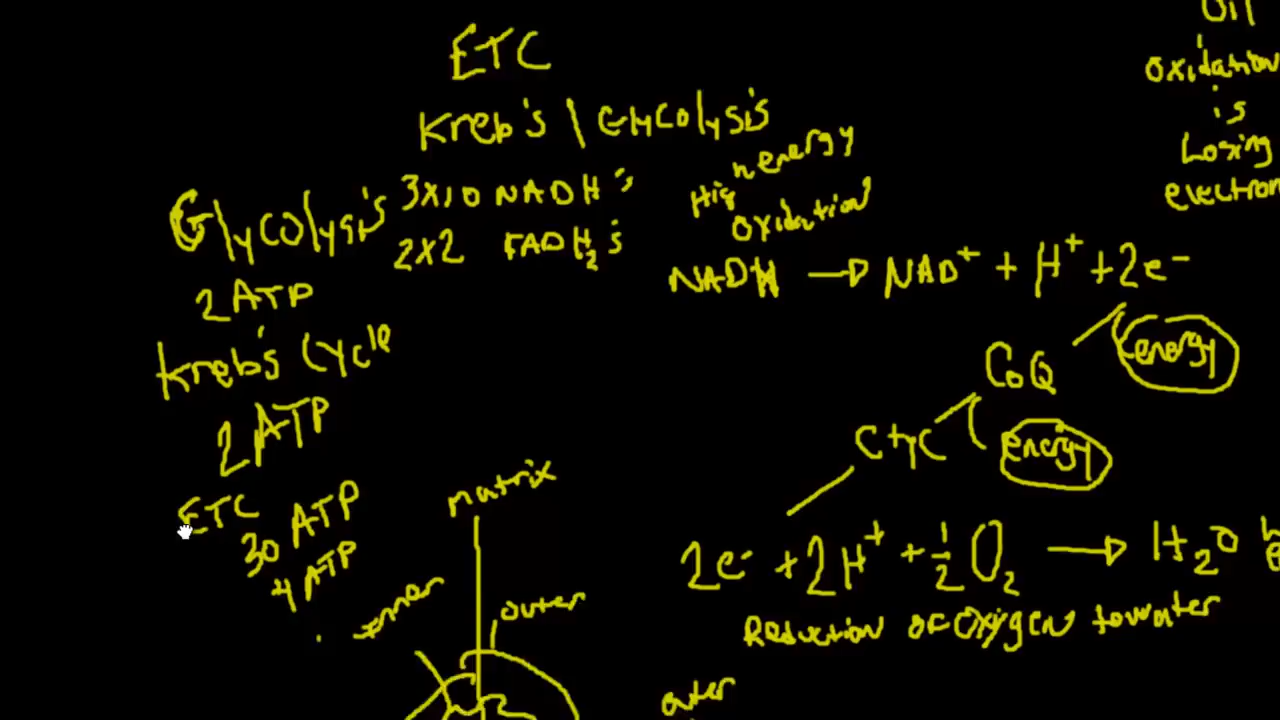 ETC
Kreb's / Glycolysis
Glycolysis
2 ATP
Kreb's Cycle
2 ATP
ETC
30 ATP
4 ATP
3x10 NADH's
2x2 FADH₂'s
High energy
oxidation
NADH → NAD⁺ + H⁺ + 2e⁻
energy
CoQ
energy
CtyC
2e⁻ + 2H⁺ + ½ O₂ → H₂O
Reduction of Oxygen to water
matrix
inner
outer
outer
Oil
oxidation
is
Losing
electron